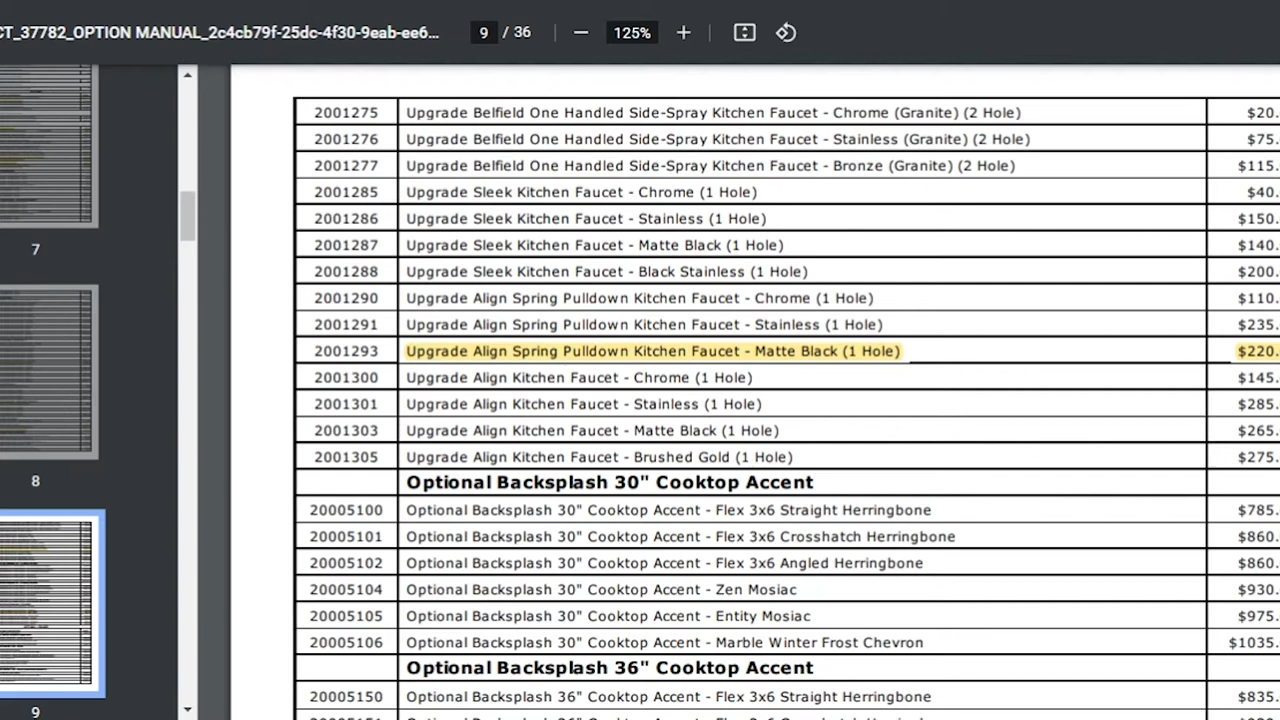 CT_37782_OPTION MANUAL_2c4cb79f-25dc-4f30-9eab-ee6... 9 / 36 125%
7
8
9
2001275 Upgrade Belfield One Handled Side-Spray Kitchen Faucet - Chrome (Granite) (2 Hole) $20.
2001276 Upgrade Belfield One Handled Side-Spray Kitchen Faucet - Stainless (Granite) (2 Hole) $75.
2001277 Upgrade Belfield One Handled Side-Spray Kitchen Faucet - Bronze (Granite) (2 Hole) $115.
2001285 Upgrade Sleek Kitchen Faucet - Chrome (1 Hole) $40.
2001286 Upgrade Sleek Kitchen Faucet - Stainless (1 Hole) $150.
2001287 Upgrade Sleek Kitchen Faucet - Matte Black (1 Hole) $140.
2001288 Upgrade Sleek Kitchen Faucet - Black Stainless (1 Hole) $200.
2001290 Upgrade Align Spring Pulldown Kitchen Faucet - Chrome (1 Hole) $110.
2001291 Upgrade Align Spring Pulldown Kitchen Faucet - Stainless (1 Hole) $235.
2001293 Upgrade Align Spring Pulldown Kitchen Faucet - Matte Black (1 Hole) $220.
2001300 Upgrade Align Kitchen Faucet - Chrome (1 Hole) $145.
2001301 Upgrade Align Kitchen Faucet - Stainless (1 Hole) $285.
2001303 Upgrade Align Kitchen Faucet - Matte Black (1 Hole) $265.
2001305 Upgrade Align Kitchen Faucet - Brushed Gold (1 Hole) $275.
Optional Backsplash 30" Cooktop Accent
20005100 Optional Backsplash 30" Cooktop Accent - Flex 3x6 Straight Herringbone $785.
20005101 Optional Backsplash 30" Cooktop Accent - Flex 3x6 Crosshatch Herringbone $860.
20005102 Optional Backsplash 30" Cooktop Accent - Flex 3x6 Angled Herringbone $860.
20005104 Optional Backsplash 30" Cooktop Accent - Zen Mosiac $930.
20005105 Optional Backsplash 30" Cooktop Accent - Entity Mosiac $975.
20005106 Optional Backsplash 30" Cooktop Accent - Marble Winter Frost Chevron $1035.
Optional Backsplash 36" Cooktop Accent
20005150 Optional Backsplash 36" Cooktop Accent - Flex 3x6 Straight Herringbone $835.